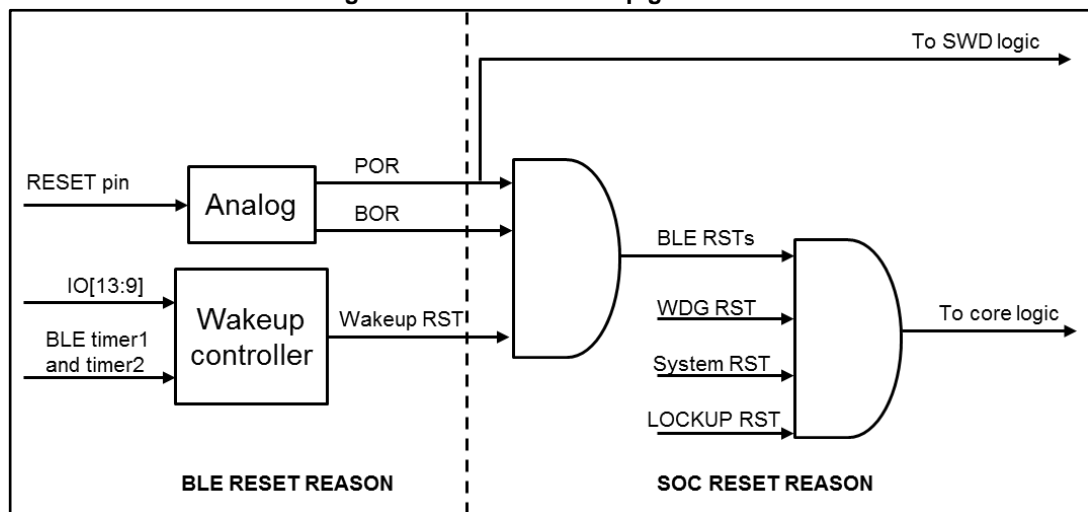 To SWD logic
RESET pin
Analog
POR
BOR
BLE RSTs
IO[13:9]
BLE timer1
and timer2
Wakeup
controller
Wakeup RST
WDG RST
System RST
LOCKUP RST
To core logic
BLE RESET REASON
SOC RESET REASON